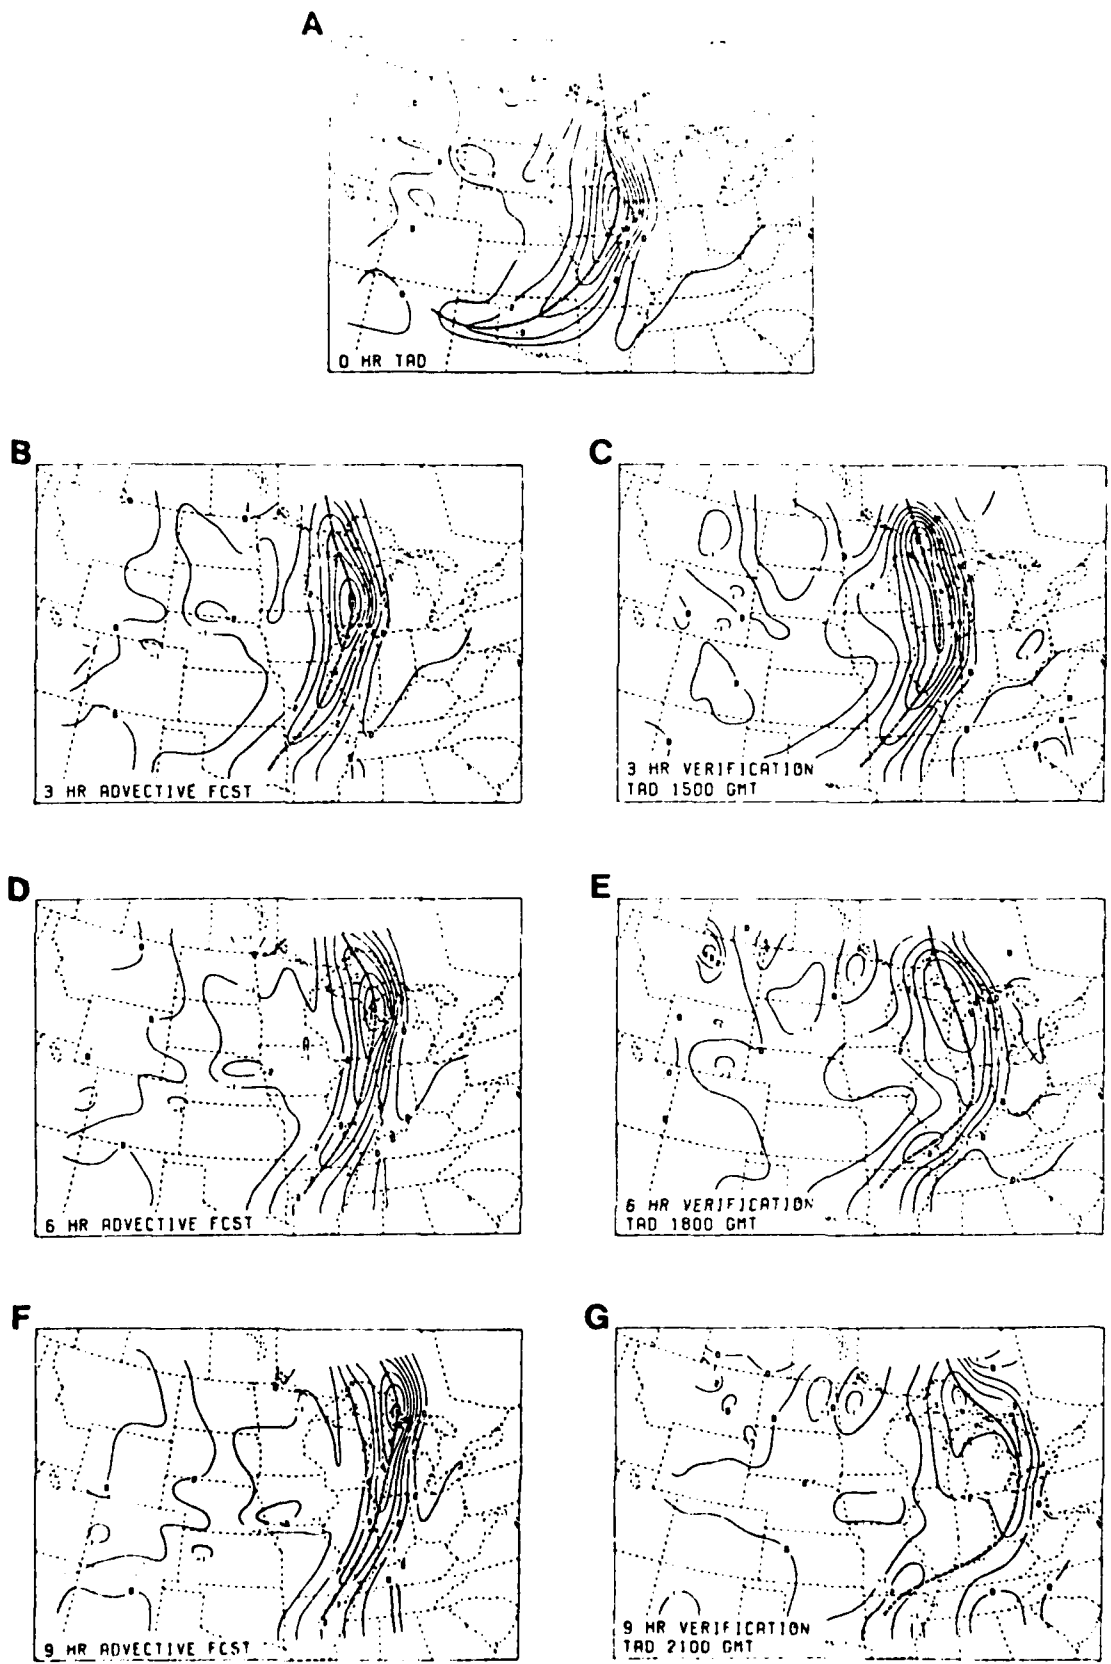 A
0 HR TAD
B
3 HR ADVECTIVE FCST
C
3 HR VERIFICATION
TAD 1500 GMT
D
6 HR ADVECTIVE FCST
E
6 HR VERIFICATION
TAD 1800 GMT
F
9 HR ADVECTIVE FCST
G
9 HR VERIFICATION
TAD 2100 GMT